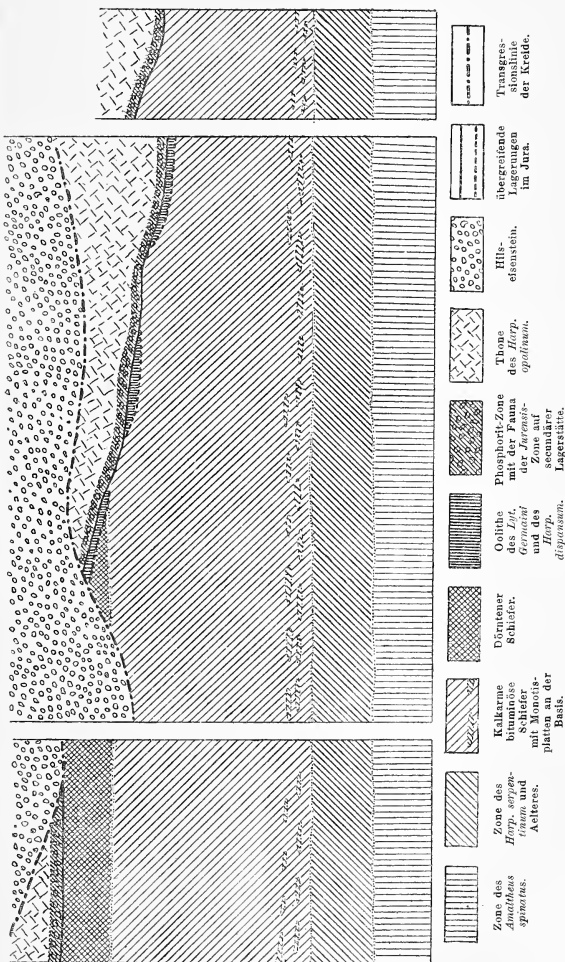 Transgres-
sionslinie
der Kreide.
übergreifende
Lagerungen
im Jura.
Hils-
eisenstein.
Thone
des Harp.
opalinum.
Phosphorit-Zone
mit der Fauna
der Jurensis-
Zone auf
secundärer
Lagerstätte.
Oolithe
des Lyt.
Germaini
und des
Harp.
dispansum.
Dörntener
Schiefer.
Kalkarme
bituminöse
Schiefer
mit Monotis-
platten an der
Basis.
Zone des
Harp. serpen-
tinum und
Aelteres.
Zone des
Amaltheus
spinatus.